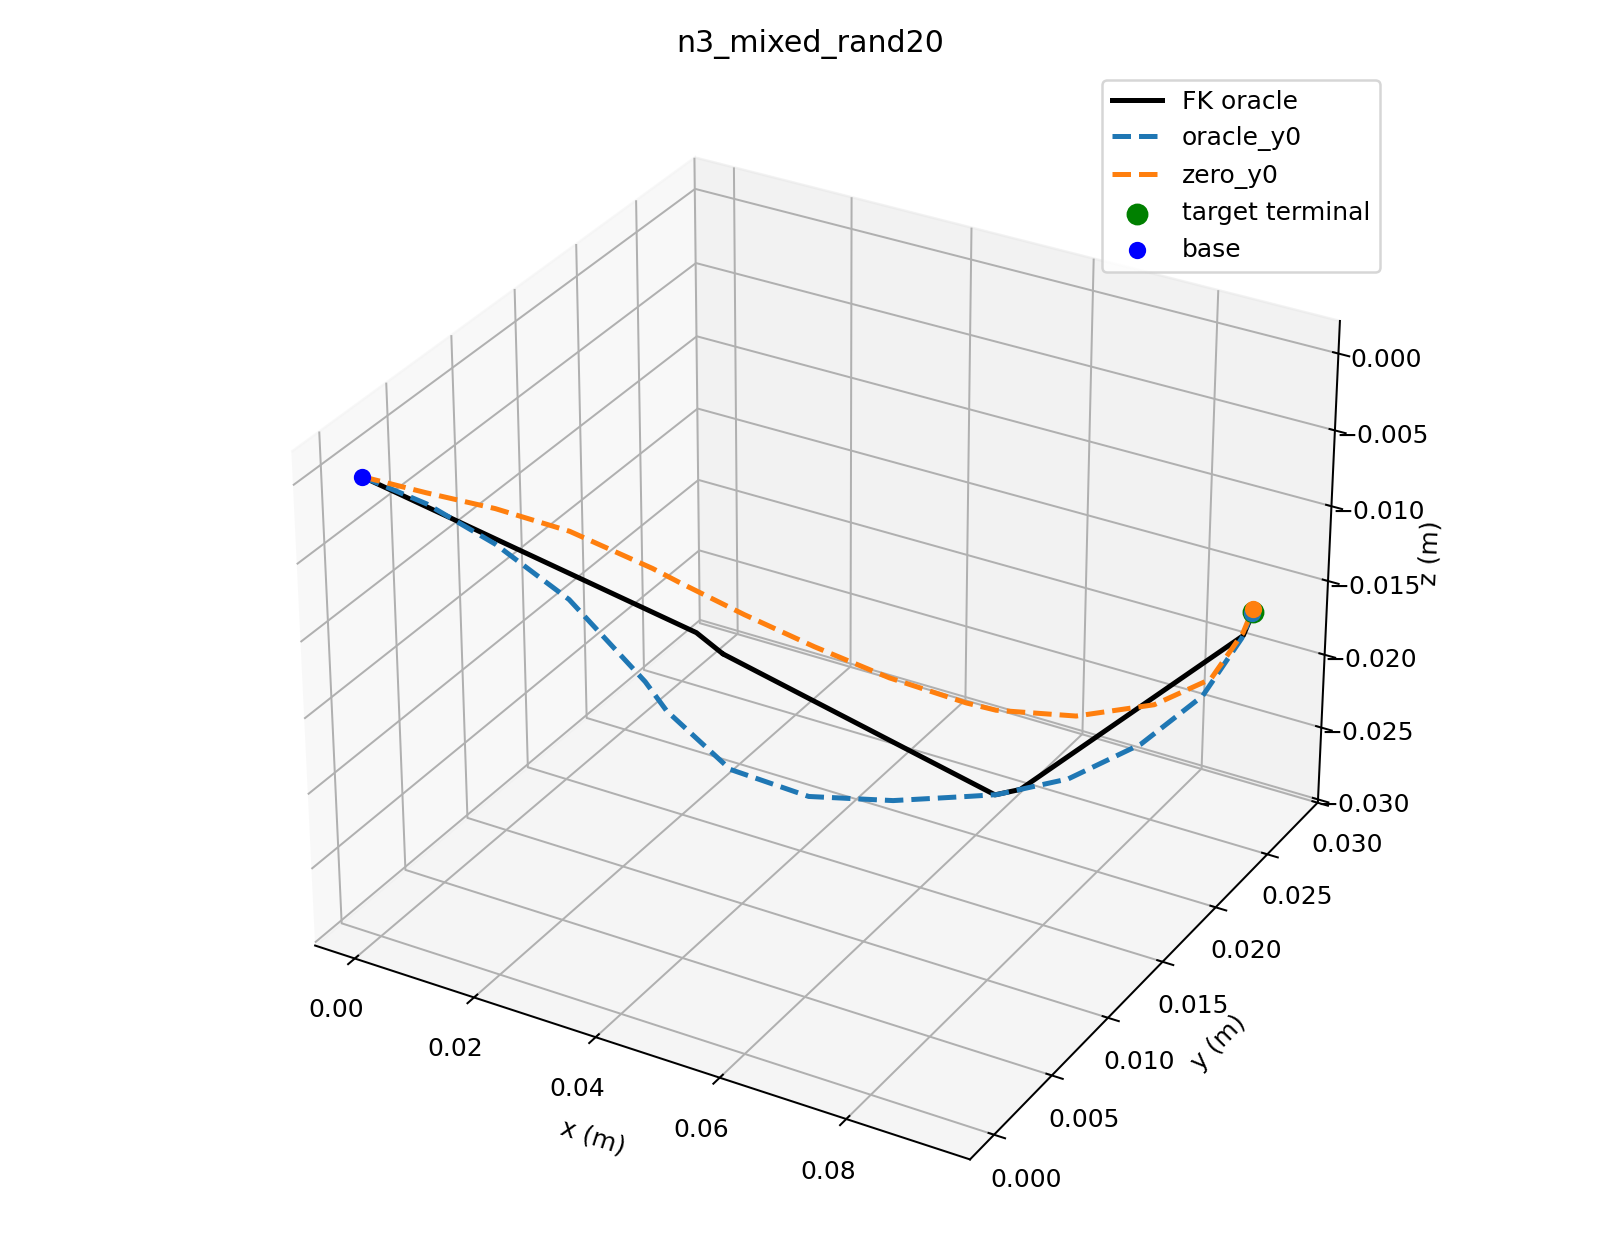 n3_mixed_rand20
FK oracle
oracle_y0
zero_y0
target terminal
base
0.000
−0.005
−0.010
−0.015
−0.020
−0.025
−0.030
z (m)
0.030
0.025
0.020
0.015
0.010
0.005
0.000
y (m)
0.00
0.02
0.04
0.06
0.08
x (m)